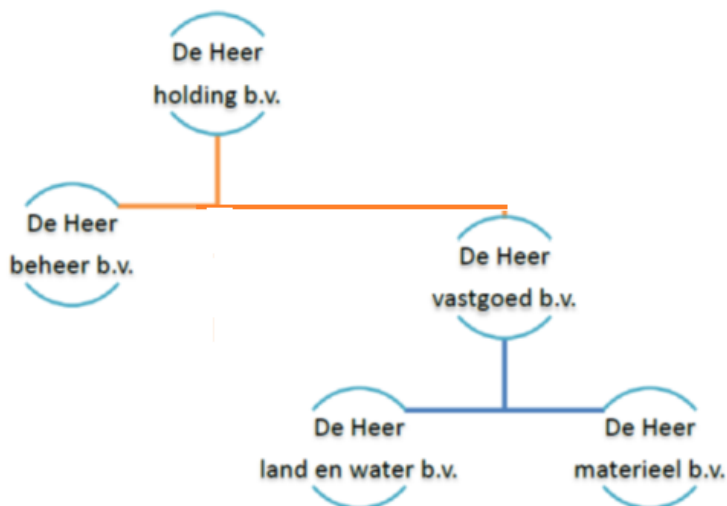 De Heer
holding b.v.
De Heer
beheer b.v.
De Heer
vastgoed b.v.
De Heer
land en water b.v.
De Heer
materieel b.v.